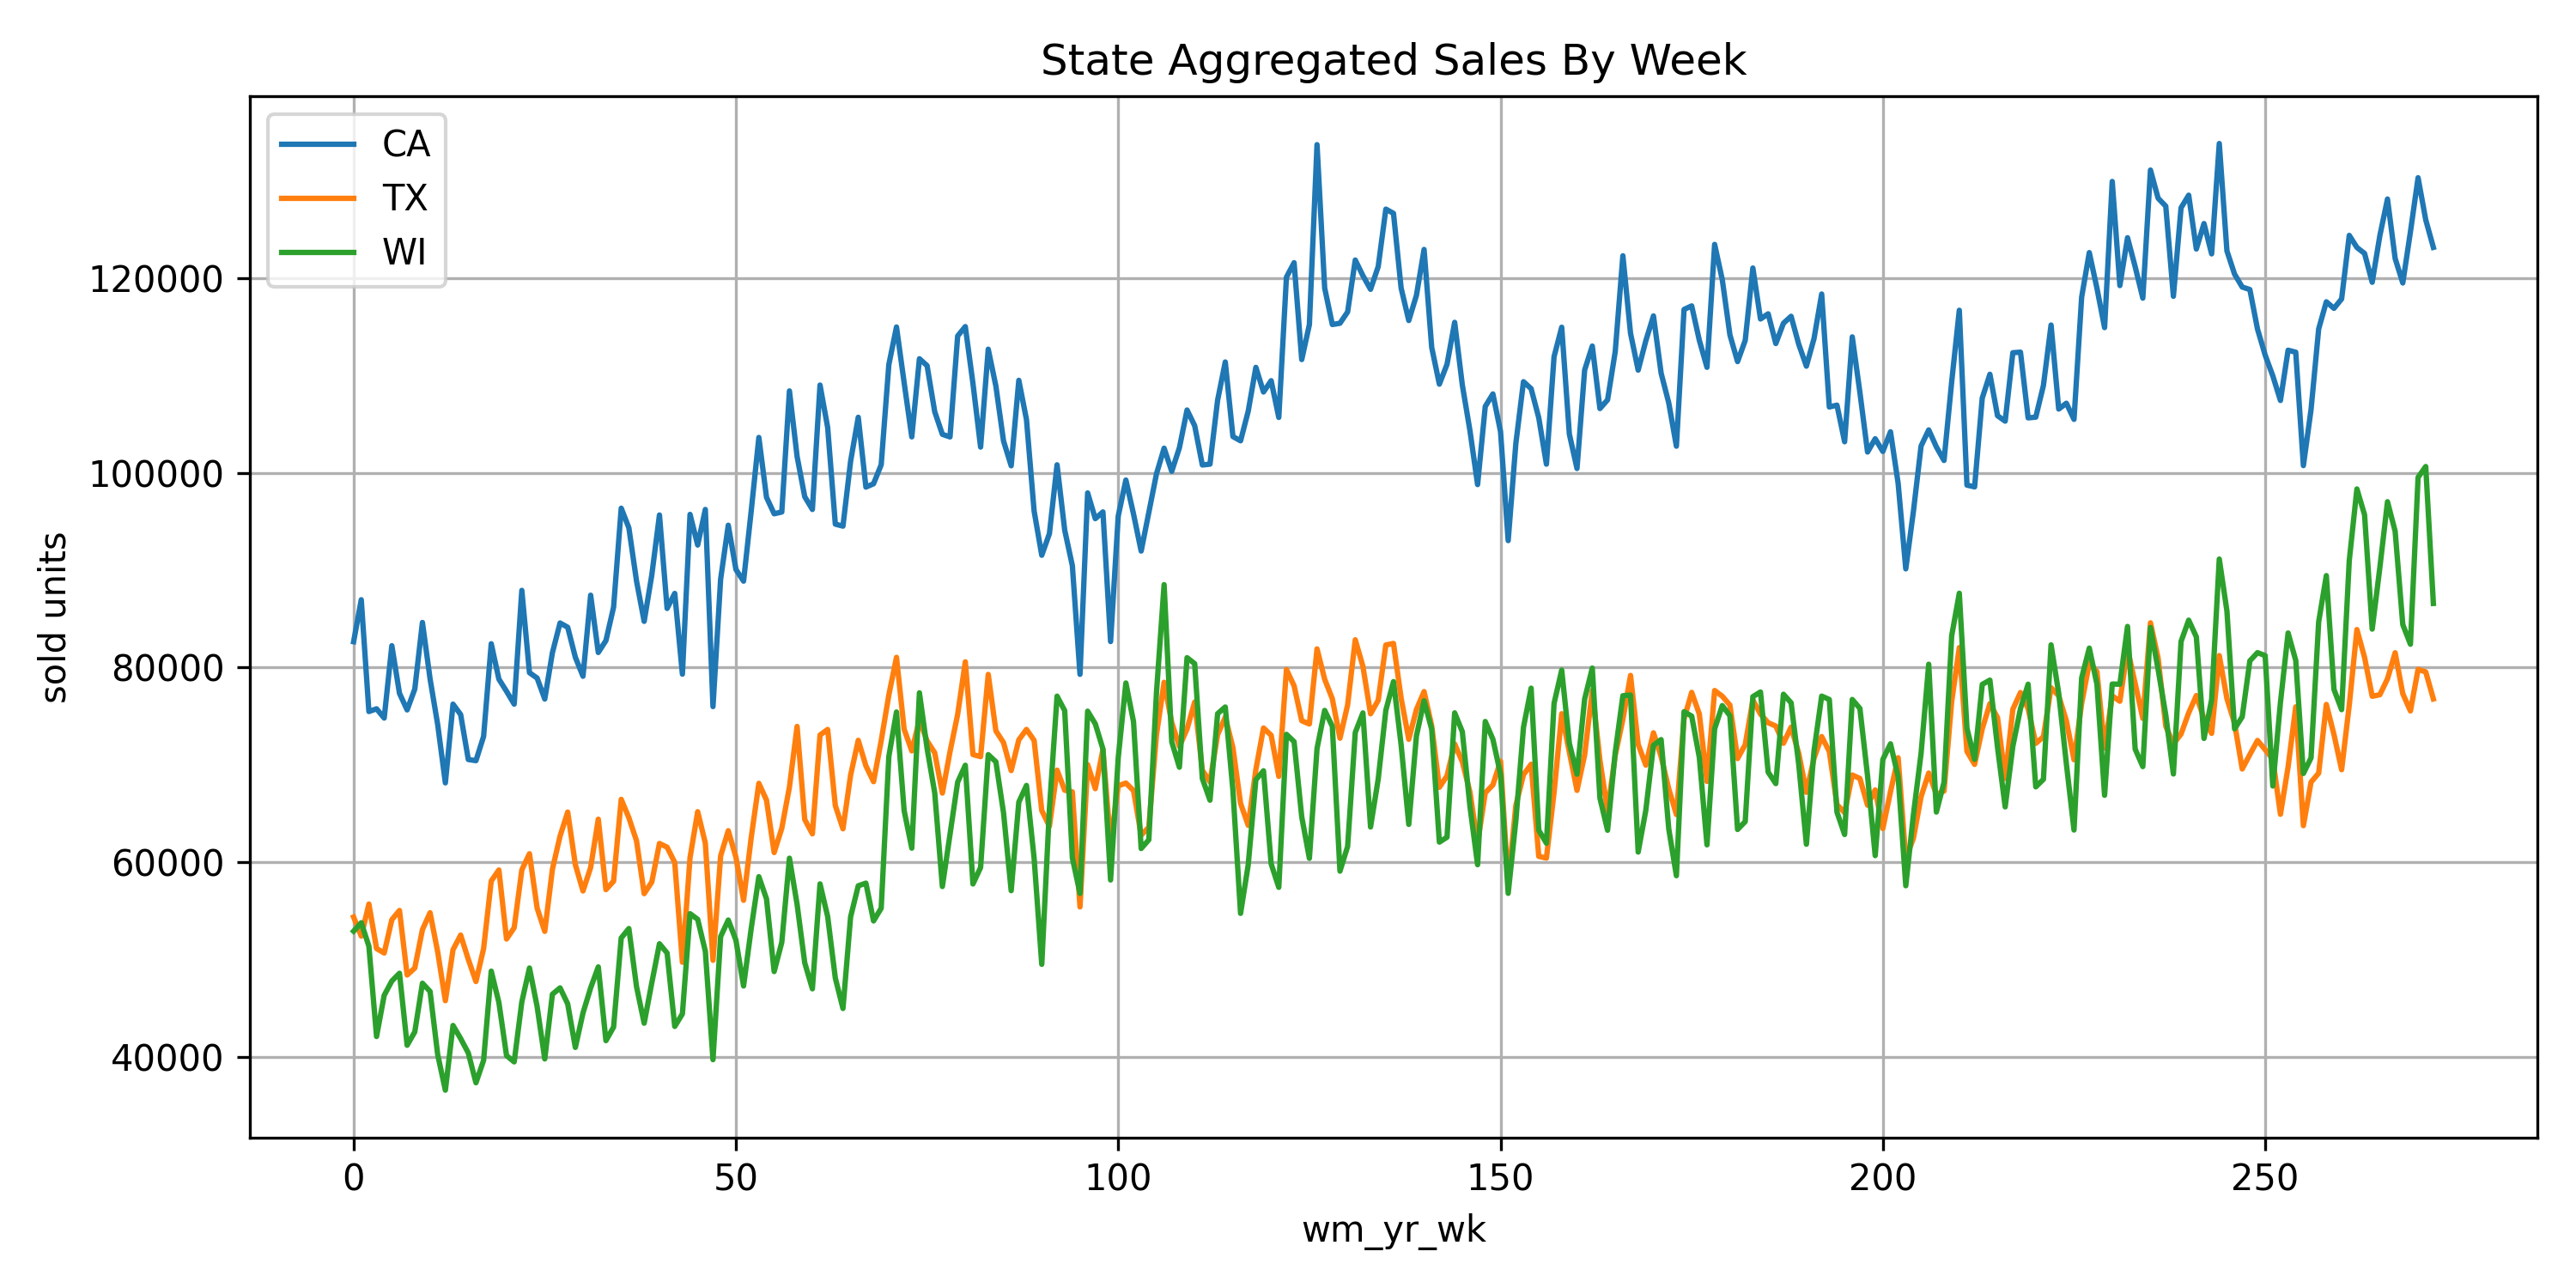 State Aggregated Sales By Week
CA
TX
WI
sold units
120000
100000
80000
60000
40000
0 50 100 150 200 250
wm_yr_wk